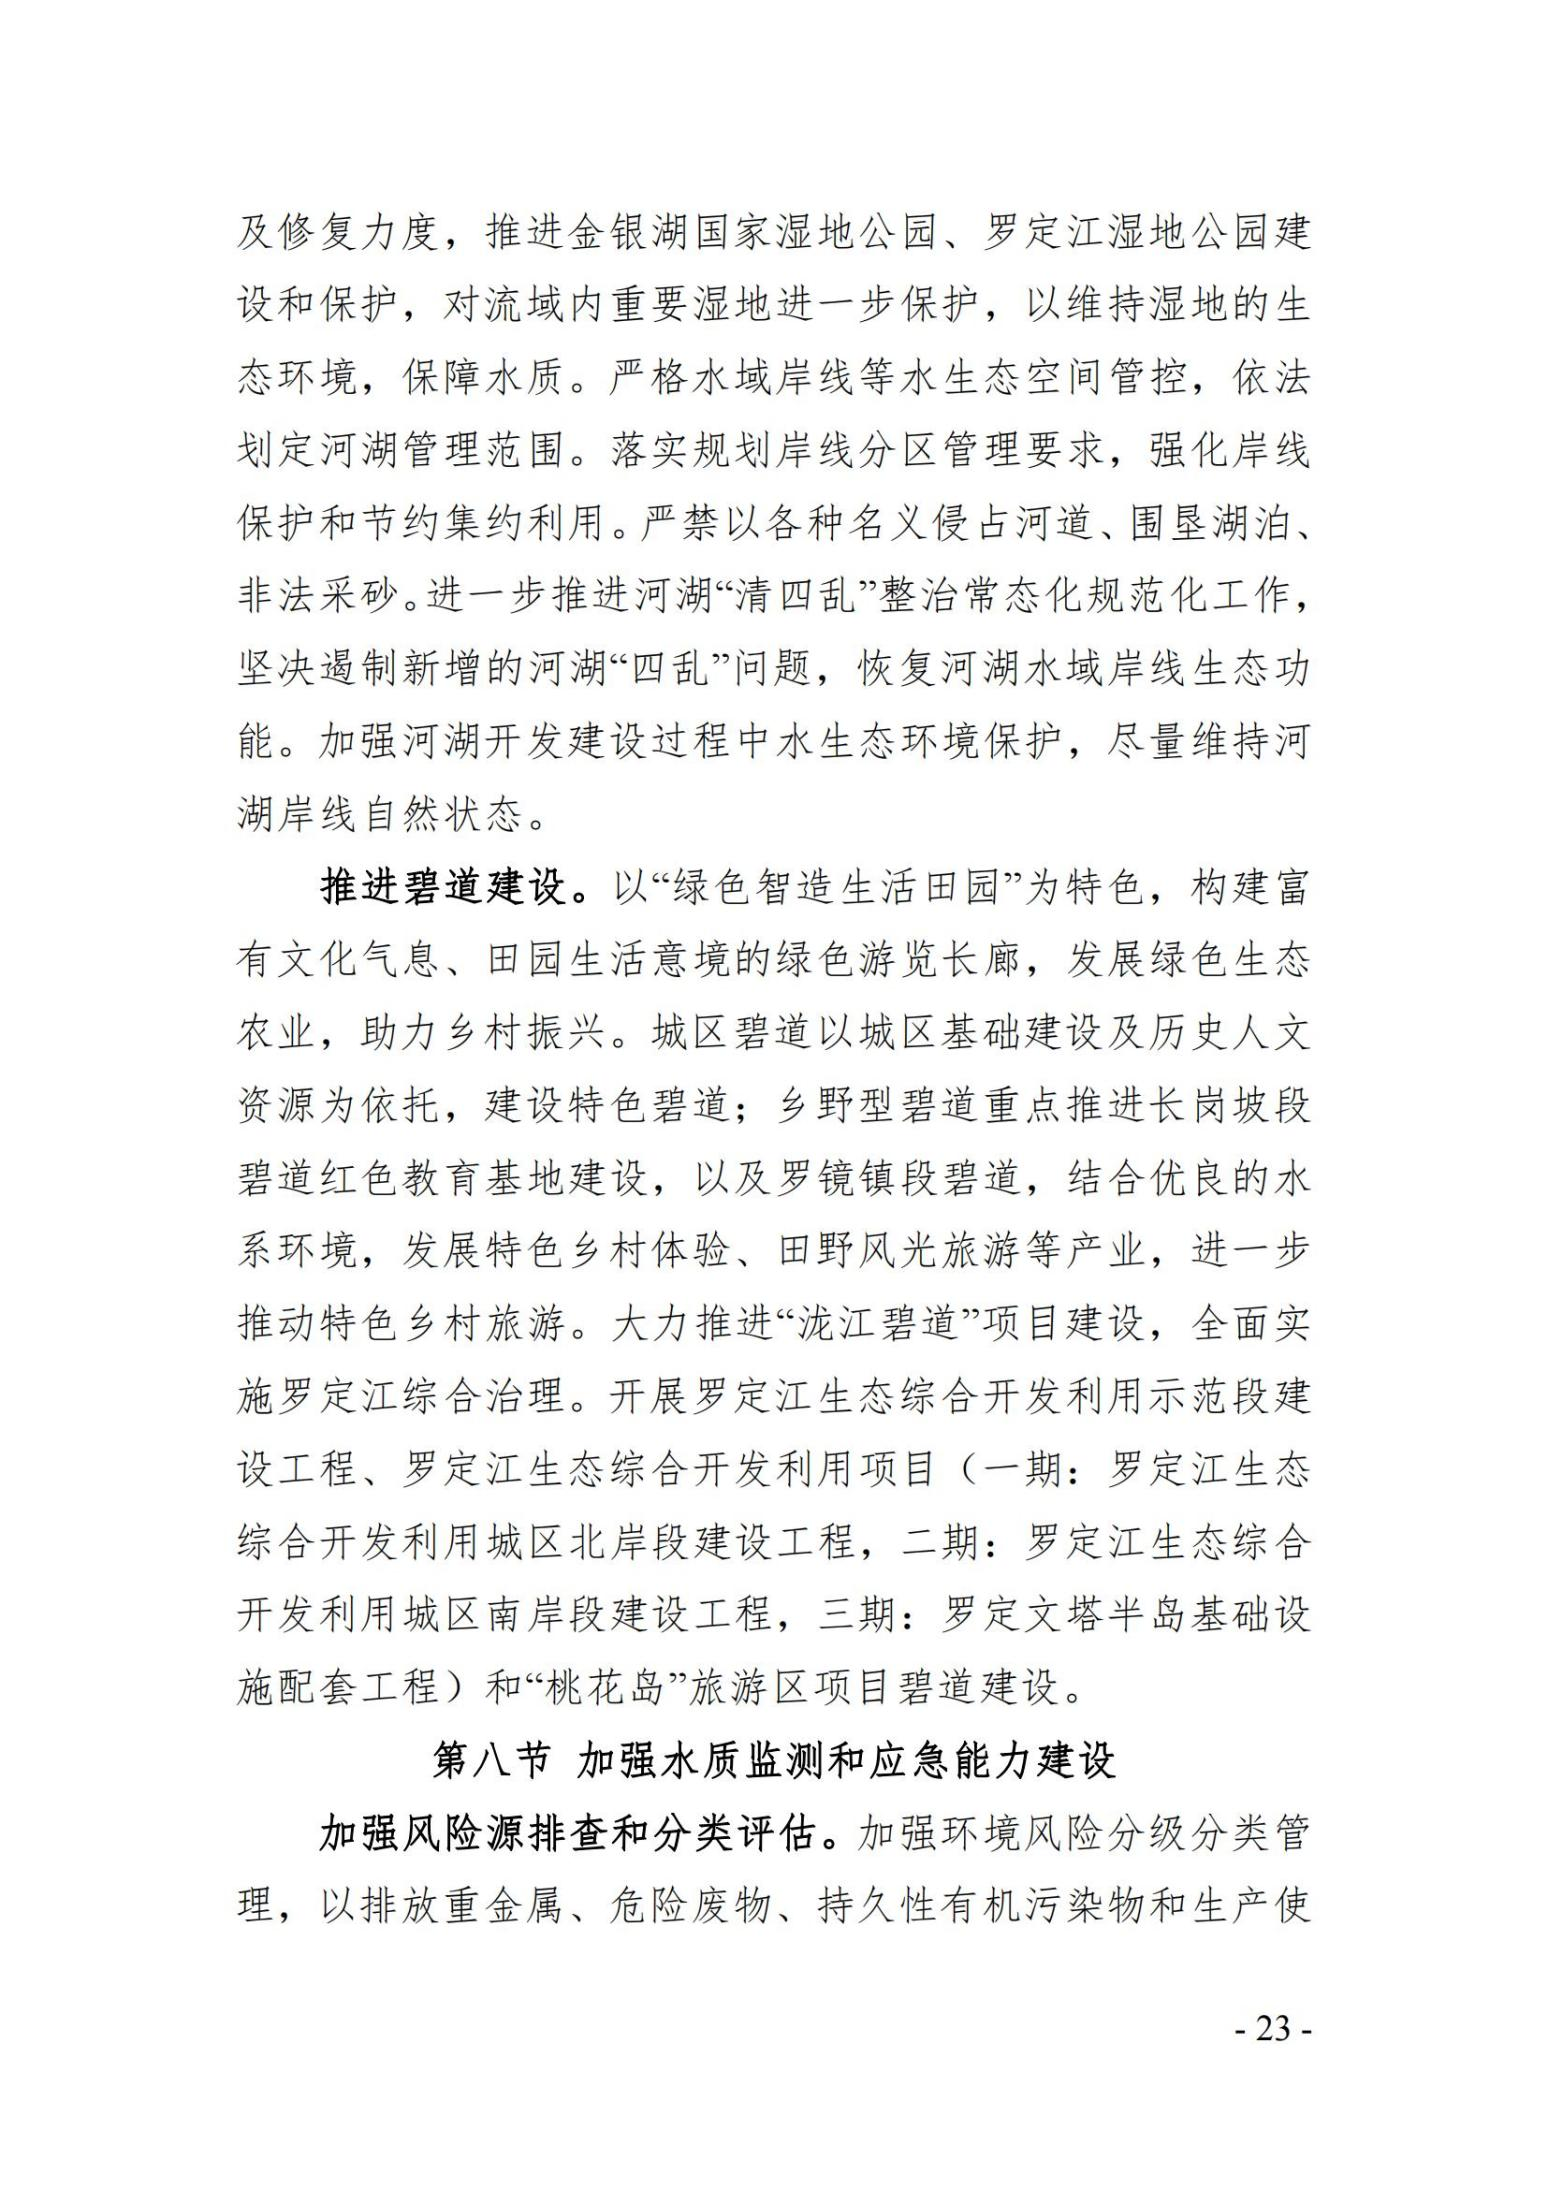 及修复力度，推进金银湖国家湿地公园、罗定江湿地公园建
设和保护，对流域内重要湿地进一步保护，以维持湿地的生
态环境，保障水质。严格水域岸线等水生态空间管控，依法
划定河湖管理范围。落实规划岸线分区管理要求，强化岸线
保护和节约集约利用。严禁以各种名义侵占河道、围垦湖泊、
非法采砂。进一步推进河湖“清四乱”整治常态化规范化工作，
坚决遏制新增的河湖“四乱”问题，恢复河湖水域岸线生态功
能。加强河湖开发建设过程中水生态环境保护，尽量维持河
湖岸线自然状态。
推进碧道建设。以“绿色智造生活田园”为特色，构建富
有文化气息、田园生活意境的绿色游览长廊，发展绿色生态
农业，助力乡村振兴。城区碧道以城区基础建设及历史人文
资源为依托，建设特色碧道；乡野型碧道重点推进长岗坡段
碧道红色教育基地建设，以及罗镜镇段碧道，结合优良的水
系环境，发展特色乡村体验、田野风光旅游等产业，进一步
推动特色乡村旅游。大力推进“泷江碧道”项目建设，全面实
施罗定江综合治理。开展罗定江生态综合开发利用示范段建
设工程、罗定江生态综合开发利用项目（一期：罗定江生态
综合开发利用城区北岸段建设工程，二期：罗定江生态综合
开发利用城区南岸段建设工程，三期：罗定文塔半岛基础设
施配套工程）和“桃花岛”旅游区项目碧道建设。
第八节 加强水质监测和应急能力建设
加强风险源排查和分类评估。加强环境风险分级分类管
理，以排放重金属、危险废物、持久性有机污染物和生产使
- 23 -